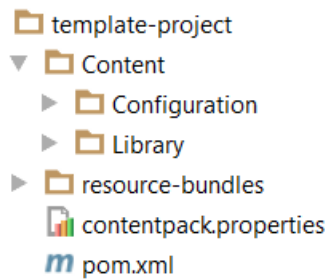 template-project
Content
Configuration
Library
resource-bundles
contentpack.properties
pom.xml